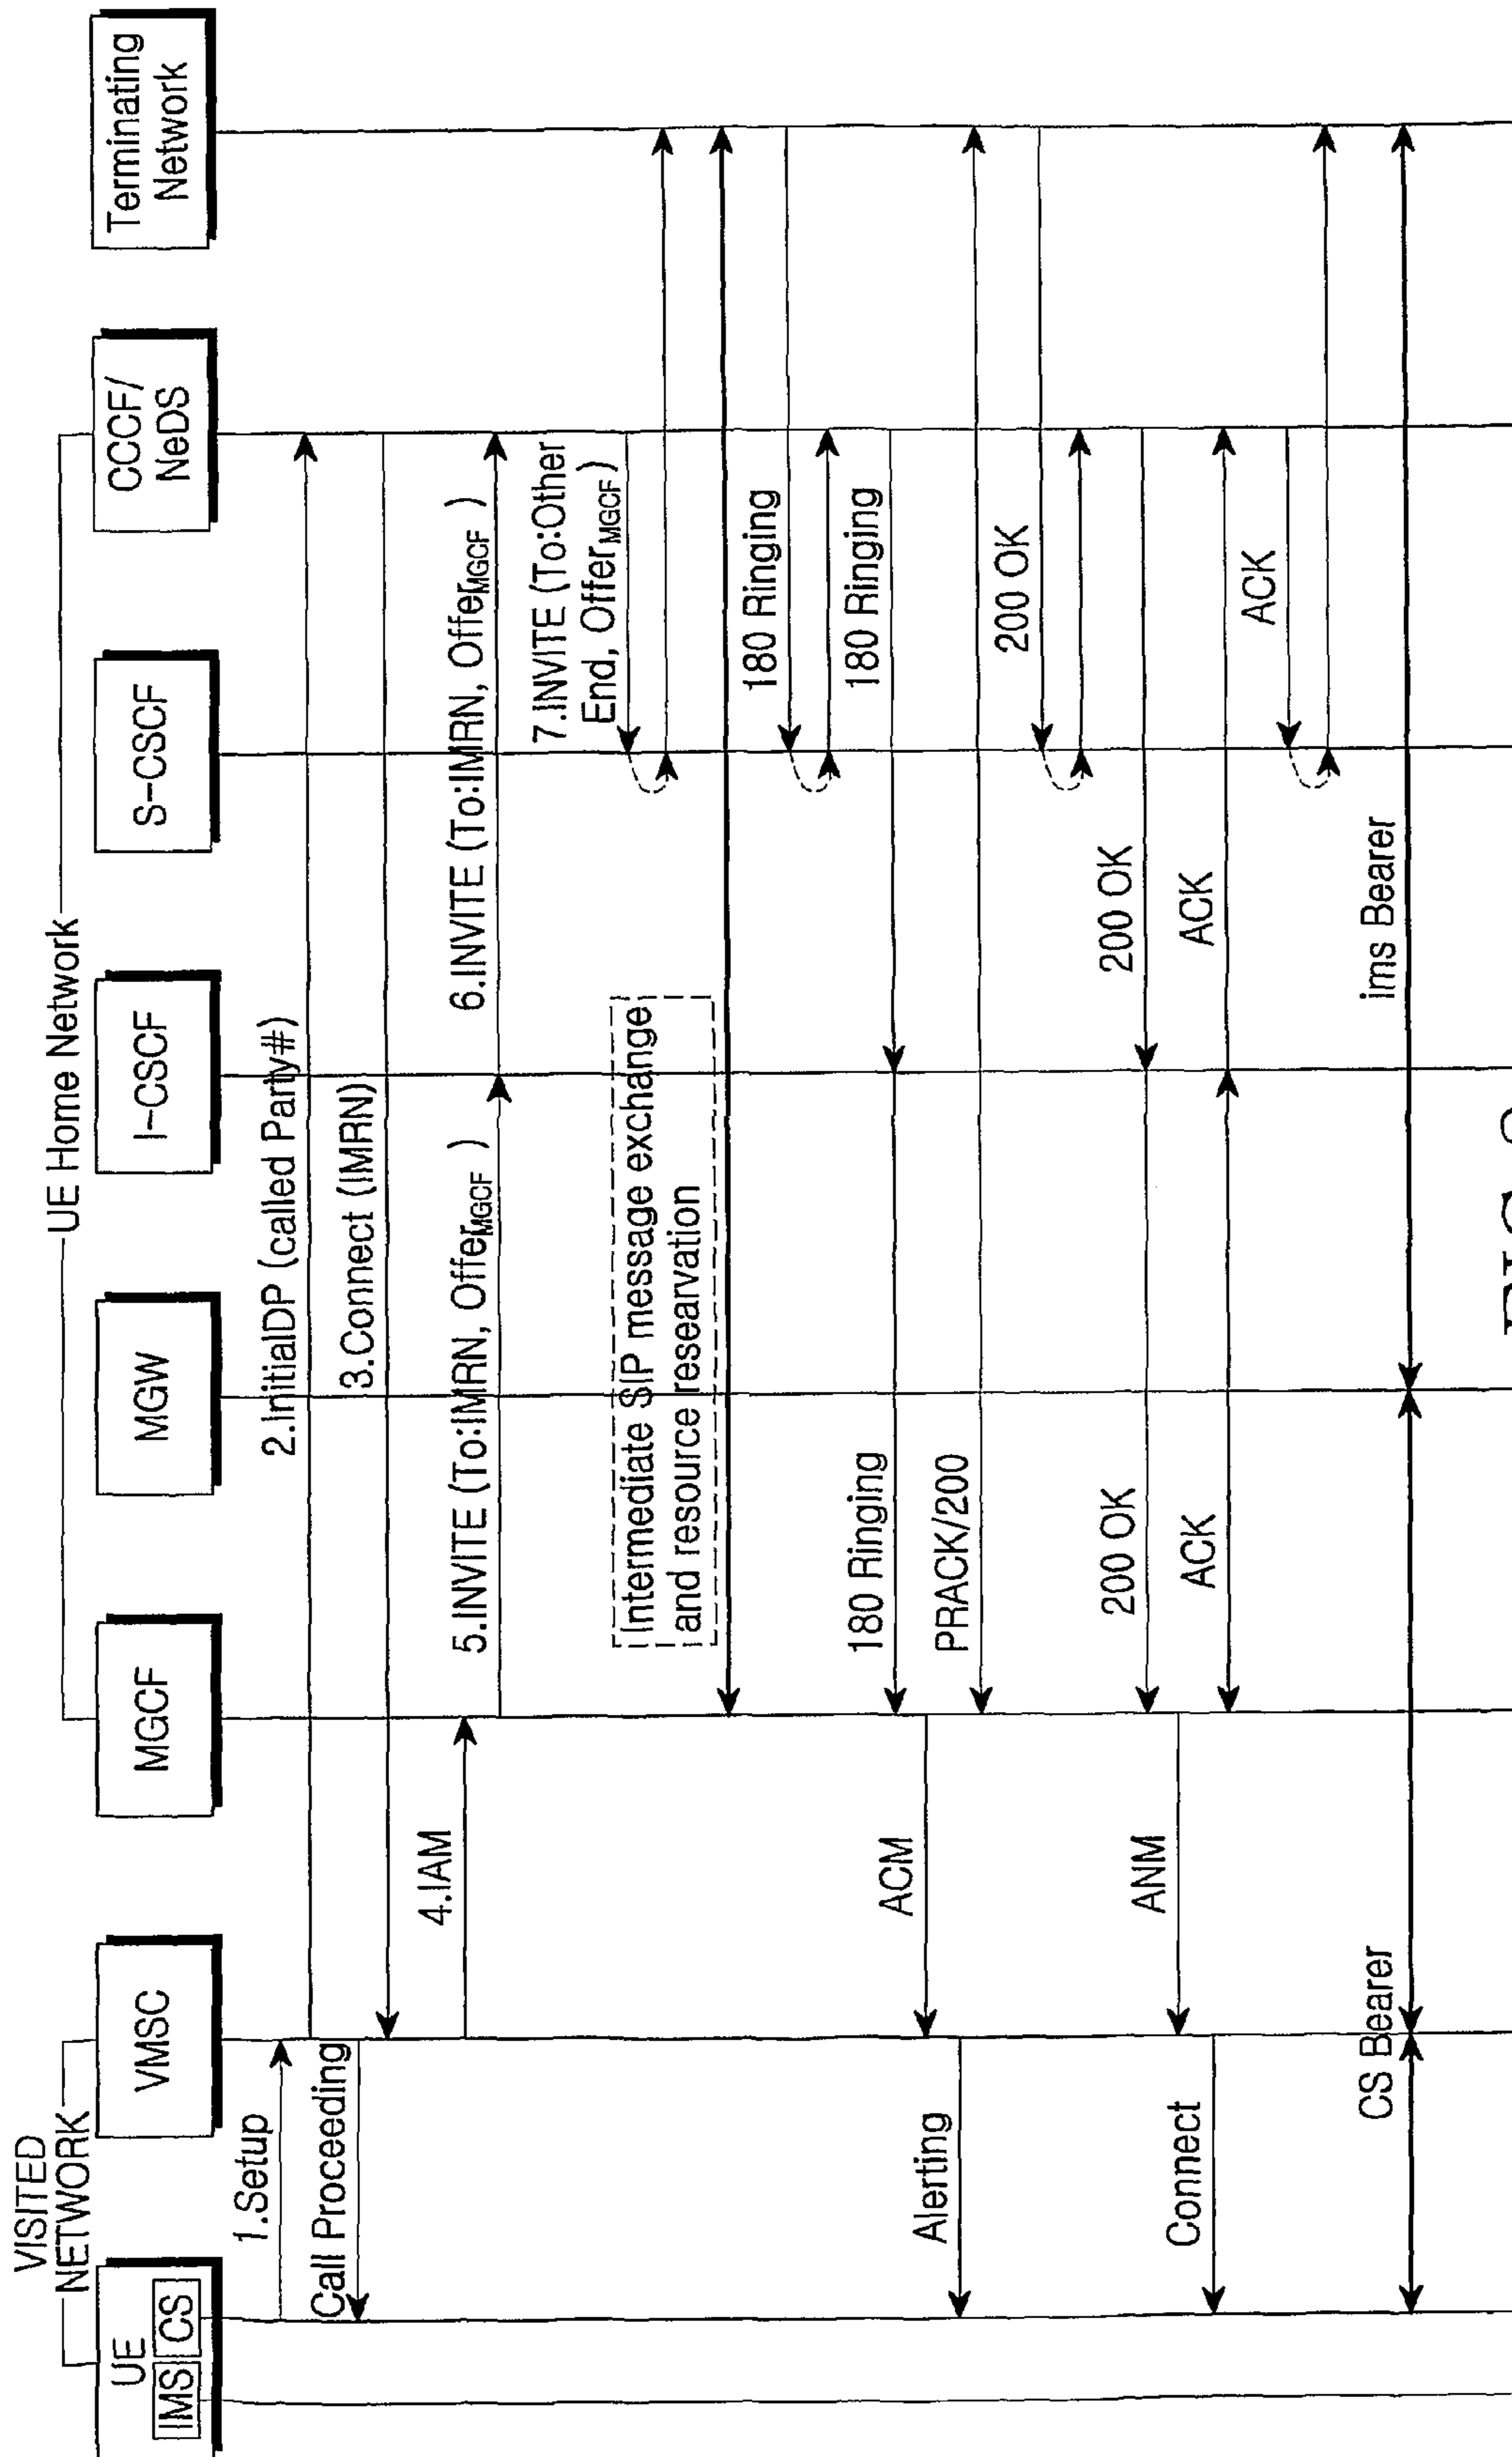 VISITED
NETWORK
UE Home Network
UE
IMS CS
VMSC
MGCF
MGW
I-CSCF
S-CSCF
CCCF/
NeDS
Terminating
Network
1.Setup
2.InitialDP (called Party#)
Call Proceeding
3.Connect (IMRN)
4.IAM
5.INVITE (To:IMRN, OfferMGCF )
6.INVITE (To:IMRN, OfferMGCF )
7.INVITE (To:Other
End, OfferMGCF)
Intermediate SIP message exchange
and resource researvation
180 Ringing
180 Ringing
180 Ringing
ACM
Alerting
PRACK/200
200 OK
200 OK
200 OK
ANM
Connect
ACK
ACK
ACK
CS Bearer
ims Bearer